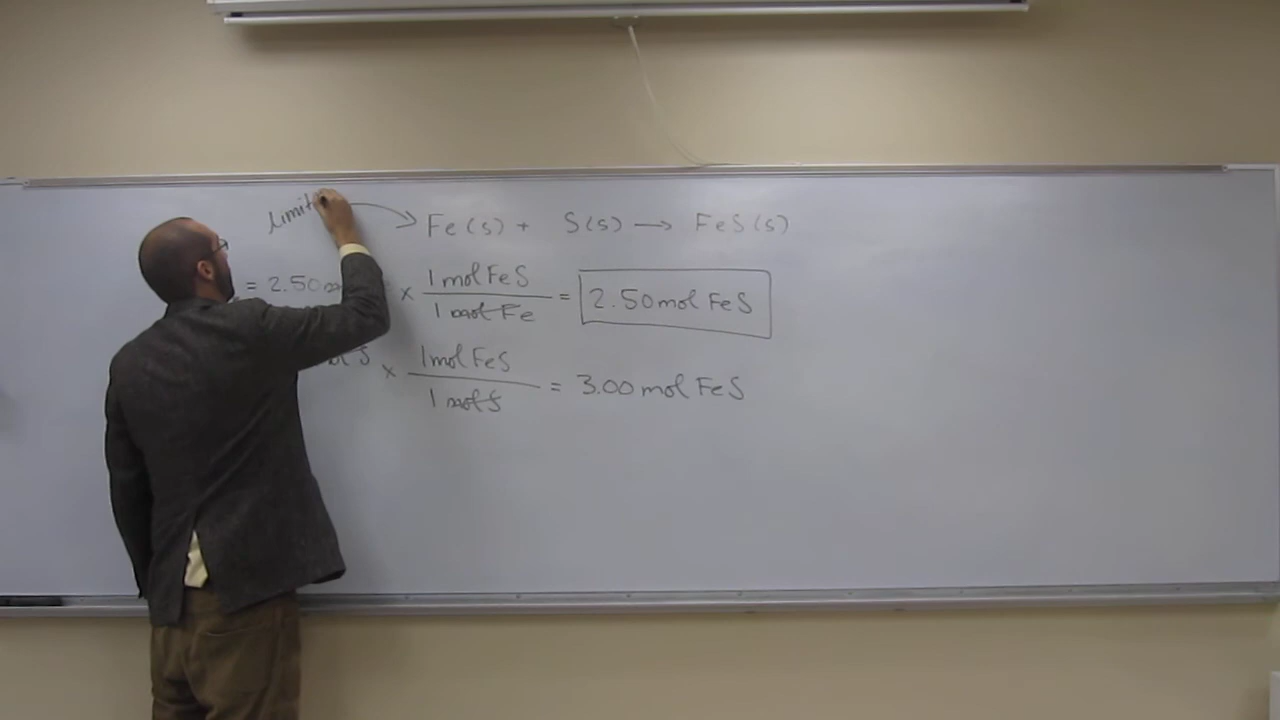 Limit
Fe(s) + S(s) → FeS(s)
= 2.50 × 1 mol FeS / 1 mol Fe = 2.50 mol FeS
mol S × 1 mol FeS / 1 mol S = 3.00 mol FeS